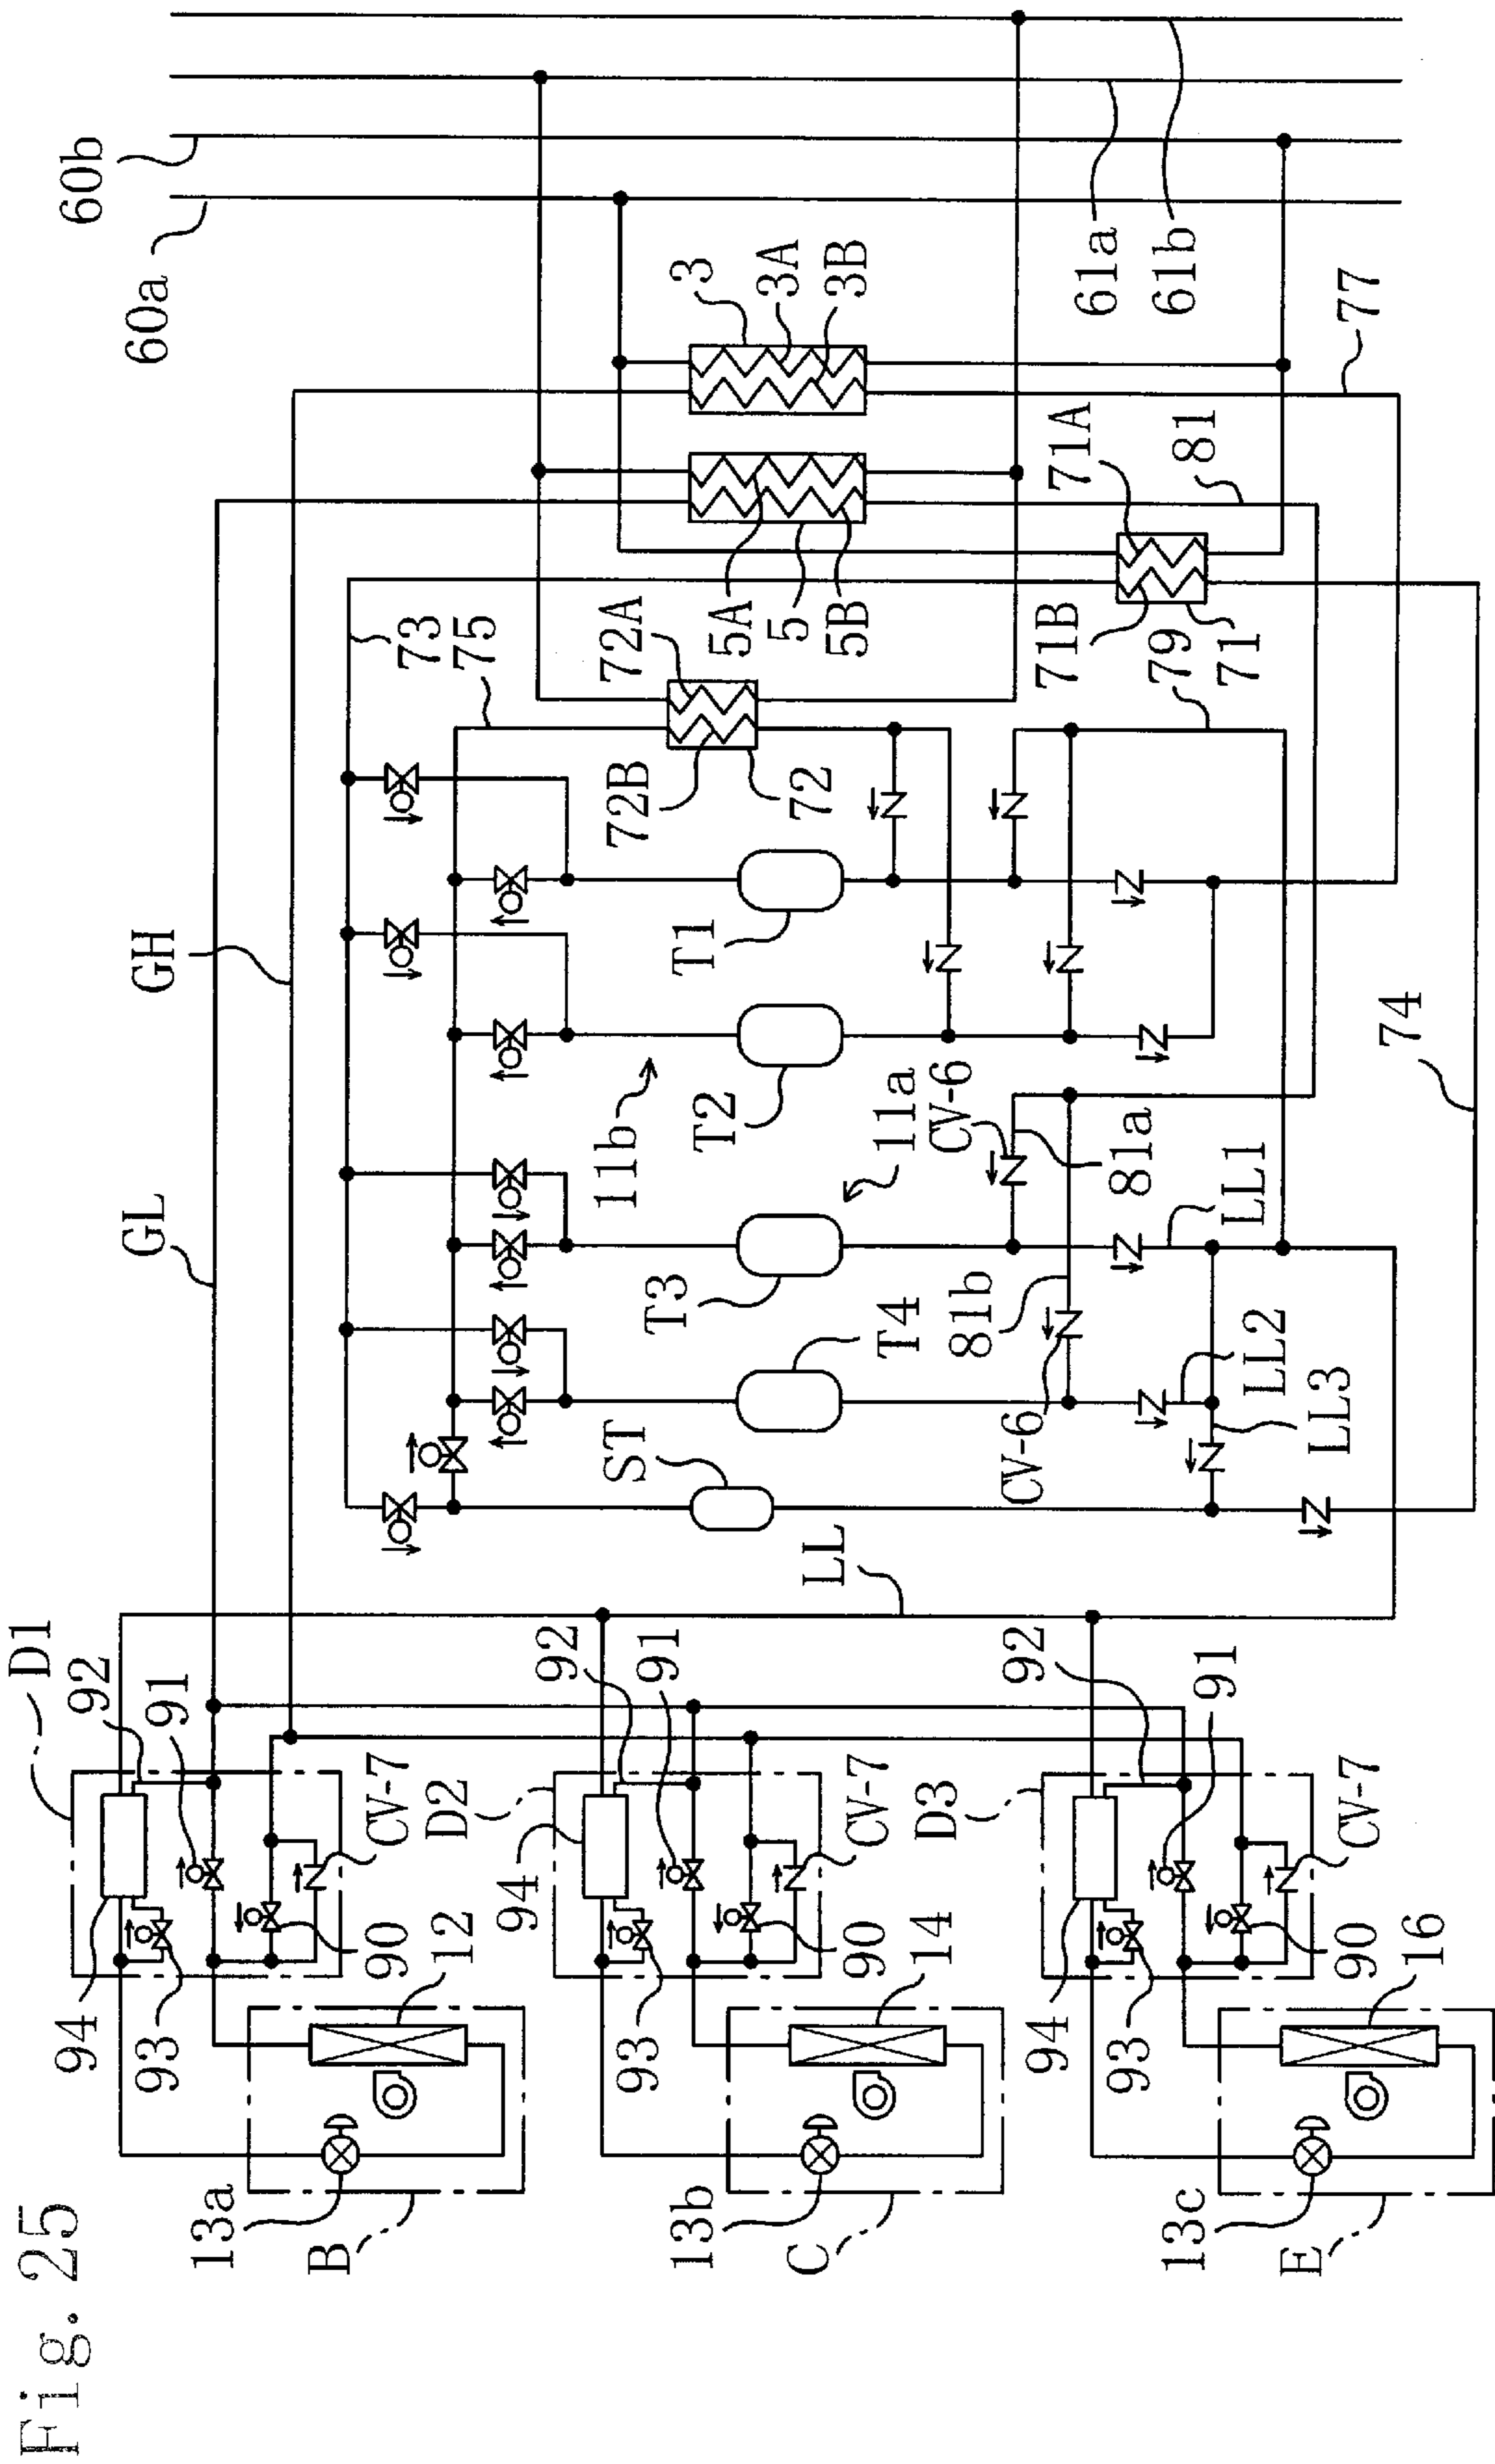 Fig. 25
60b
60a
61a
61b
3
3A
3B
77
5A
5
5B
71A
81
71B
79
71
72A
73
75
72B
72
GH
GL
T1
T2
11b
11a
CV-6
81a
T3
T4
81b
CV-6
LL1
LL2
LL3
74
ST
LL
D1
92
91
CV-7
94
93
90
12
13a
B
92
91
D2
CV-7
94
93
90
14
13b
C
92
91
D3
CV-7
94
93
90
16
13c
E